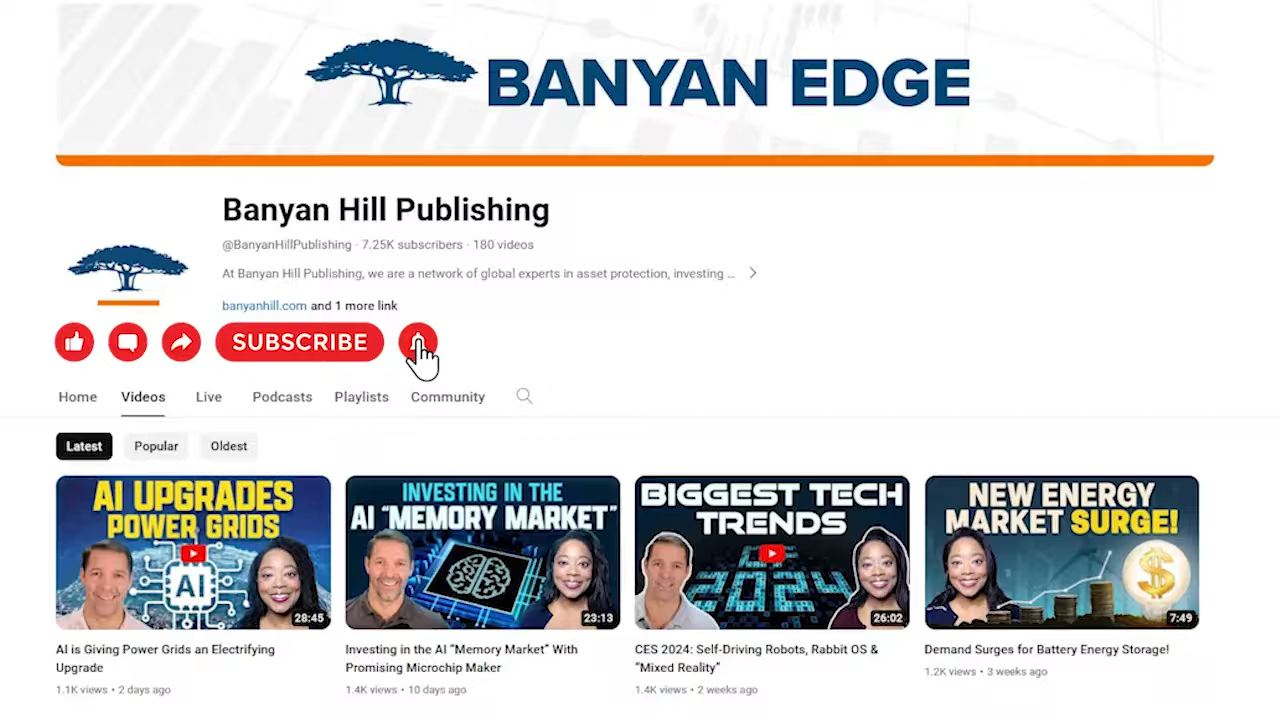 BANYAN EDGE
Banyan Hill Publishing
@BanyanHillPublishing · 7.25K subscribers · 180 videos
At Banyan Hill Publishing, we are a network of global experts in asset protection, investing ...
banyanhill.com and 1 more link
SUBSCRIBE
Home Videos Live Podcasts Playlists Community
Latest Popular Oldest
AI UPGRADES
POWER GRIDS
AI
28:45
INVESTING IN THE
AI “MEMORY MARKET”
23:13
BIGGEST TECH
TRENDS
2024
26:02
NEW ENERGY
MARKET SURGE!
$
7:49
AI is Giving Power Grids an Electrifying
Upgrade
1.1K views • 2 days ago
Investing in the AI “Memory Market” With
Promising Microchip Maker
1.4K views • 10 days ago
CES 2024: Self-Driving Robots, Rabbit OS &
“Mixed Reality”
1.4K views • 2 weeks ago
Demand Surges for Battery Energy Storage!
1.2K views • 3 weeks ago